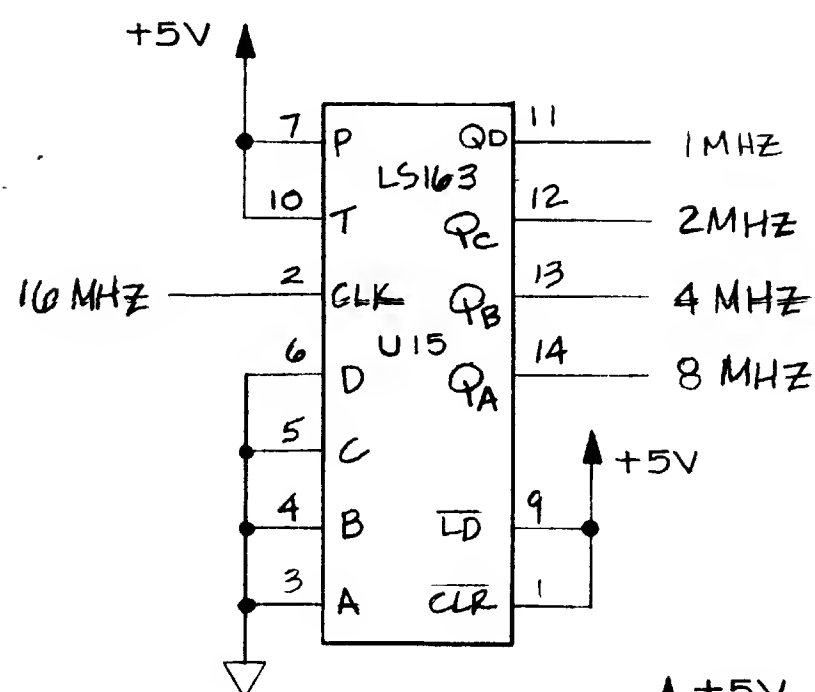 +5V
7 P QD 11 1MHZ
LS163
10 T QC 12 2MHZ
16 MHZ 2 CLK QB 13 4 MHZ
U15
6 D QA 14 8 MHZ
5 C +5V
4 B LD 9
3 A CLR 1
+5V